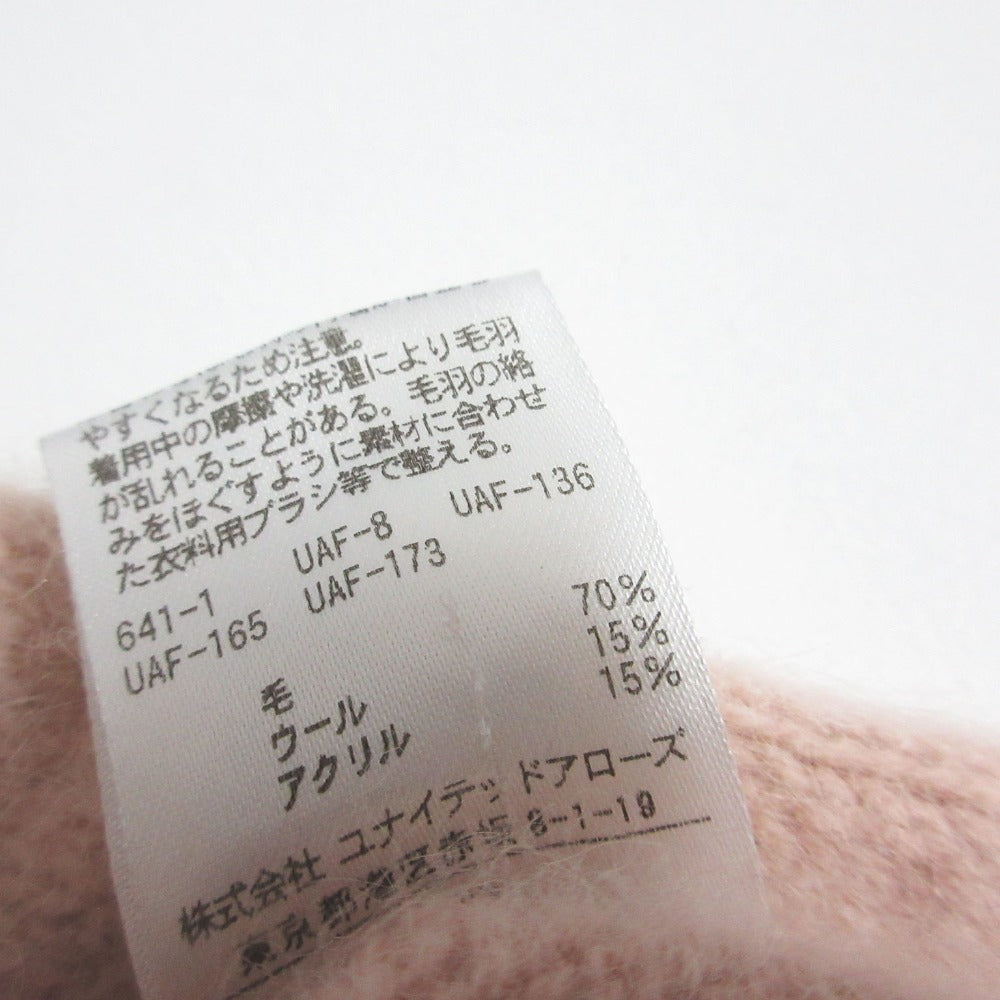 やすくなるため注意。
着用中の摩擦や洗濯により毛羽
が乱れることがある。毛羽の絡
みをほぐすように素材に合わせ
た衣料用ブラシ等で整える。
641-1 UAF-8 UAF-136
UAF-165 UAF-173
毛 70%
ウール 15%
アクリル 15%
株式会社 ユナイテッドアローズ
東京都港区赤坂 8-1-19